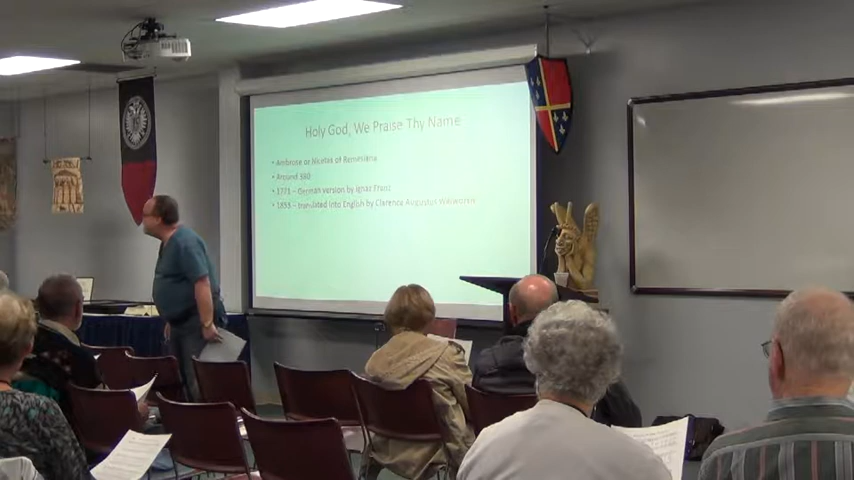 Holy God, We Praise Thy Name
• Ambrose or Nicetas of Remesiana
• Around 380
• 1771 – German version by Ignaz Franz
• 1853 – translated into English by Clarence Augustus Walworth